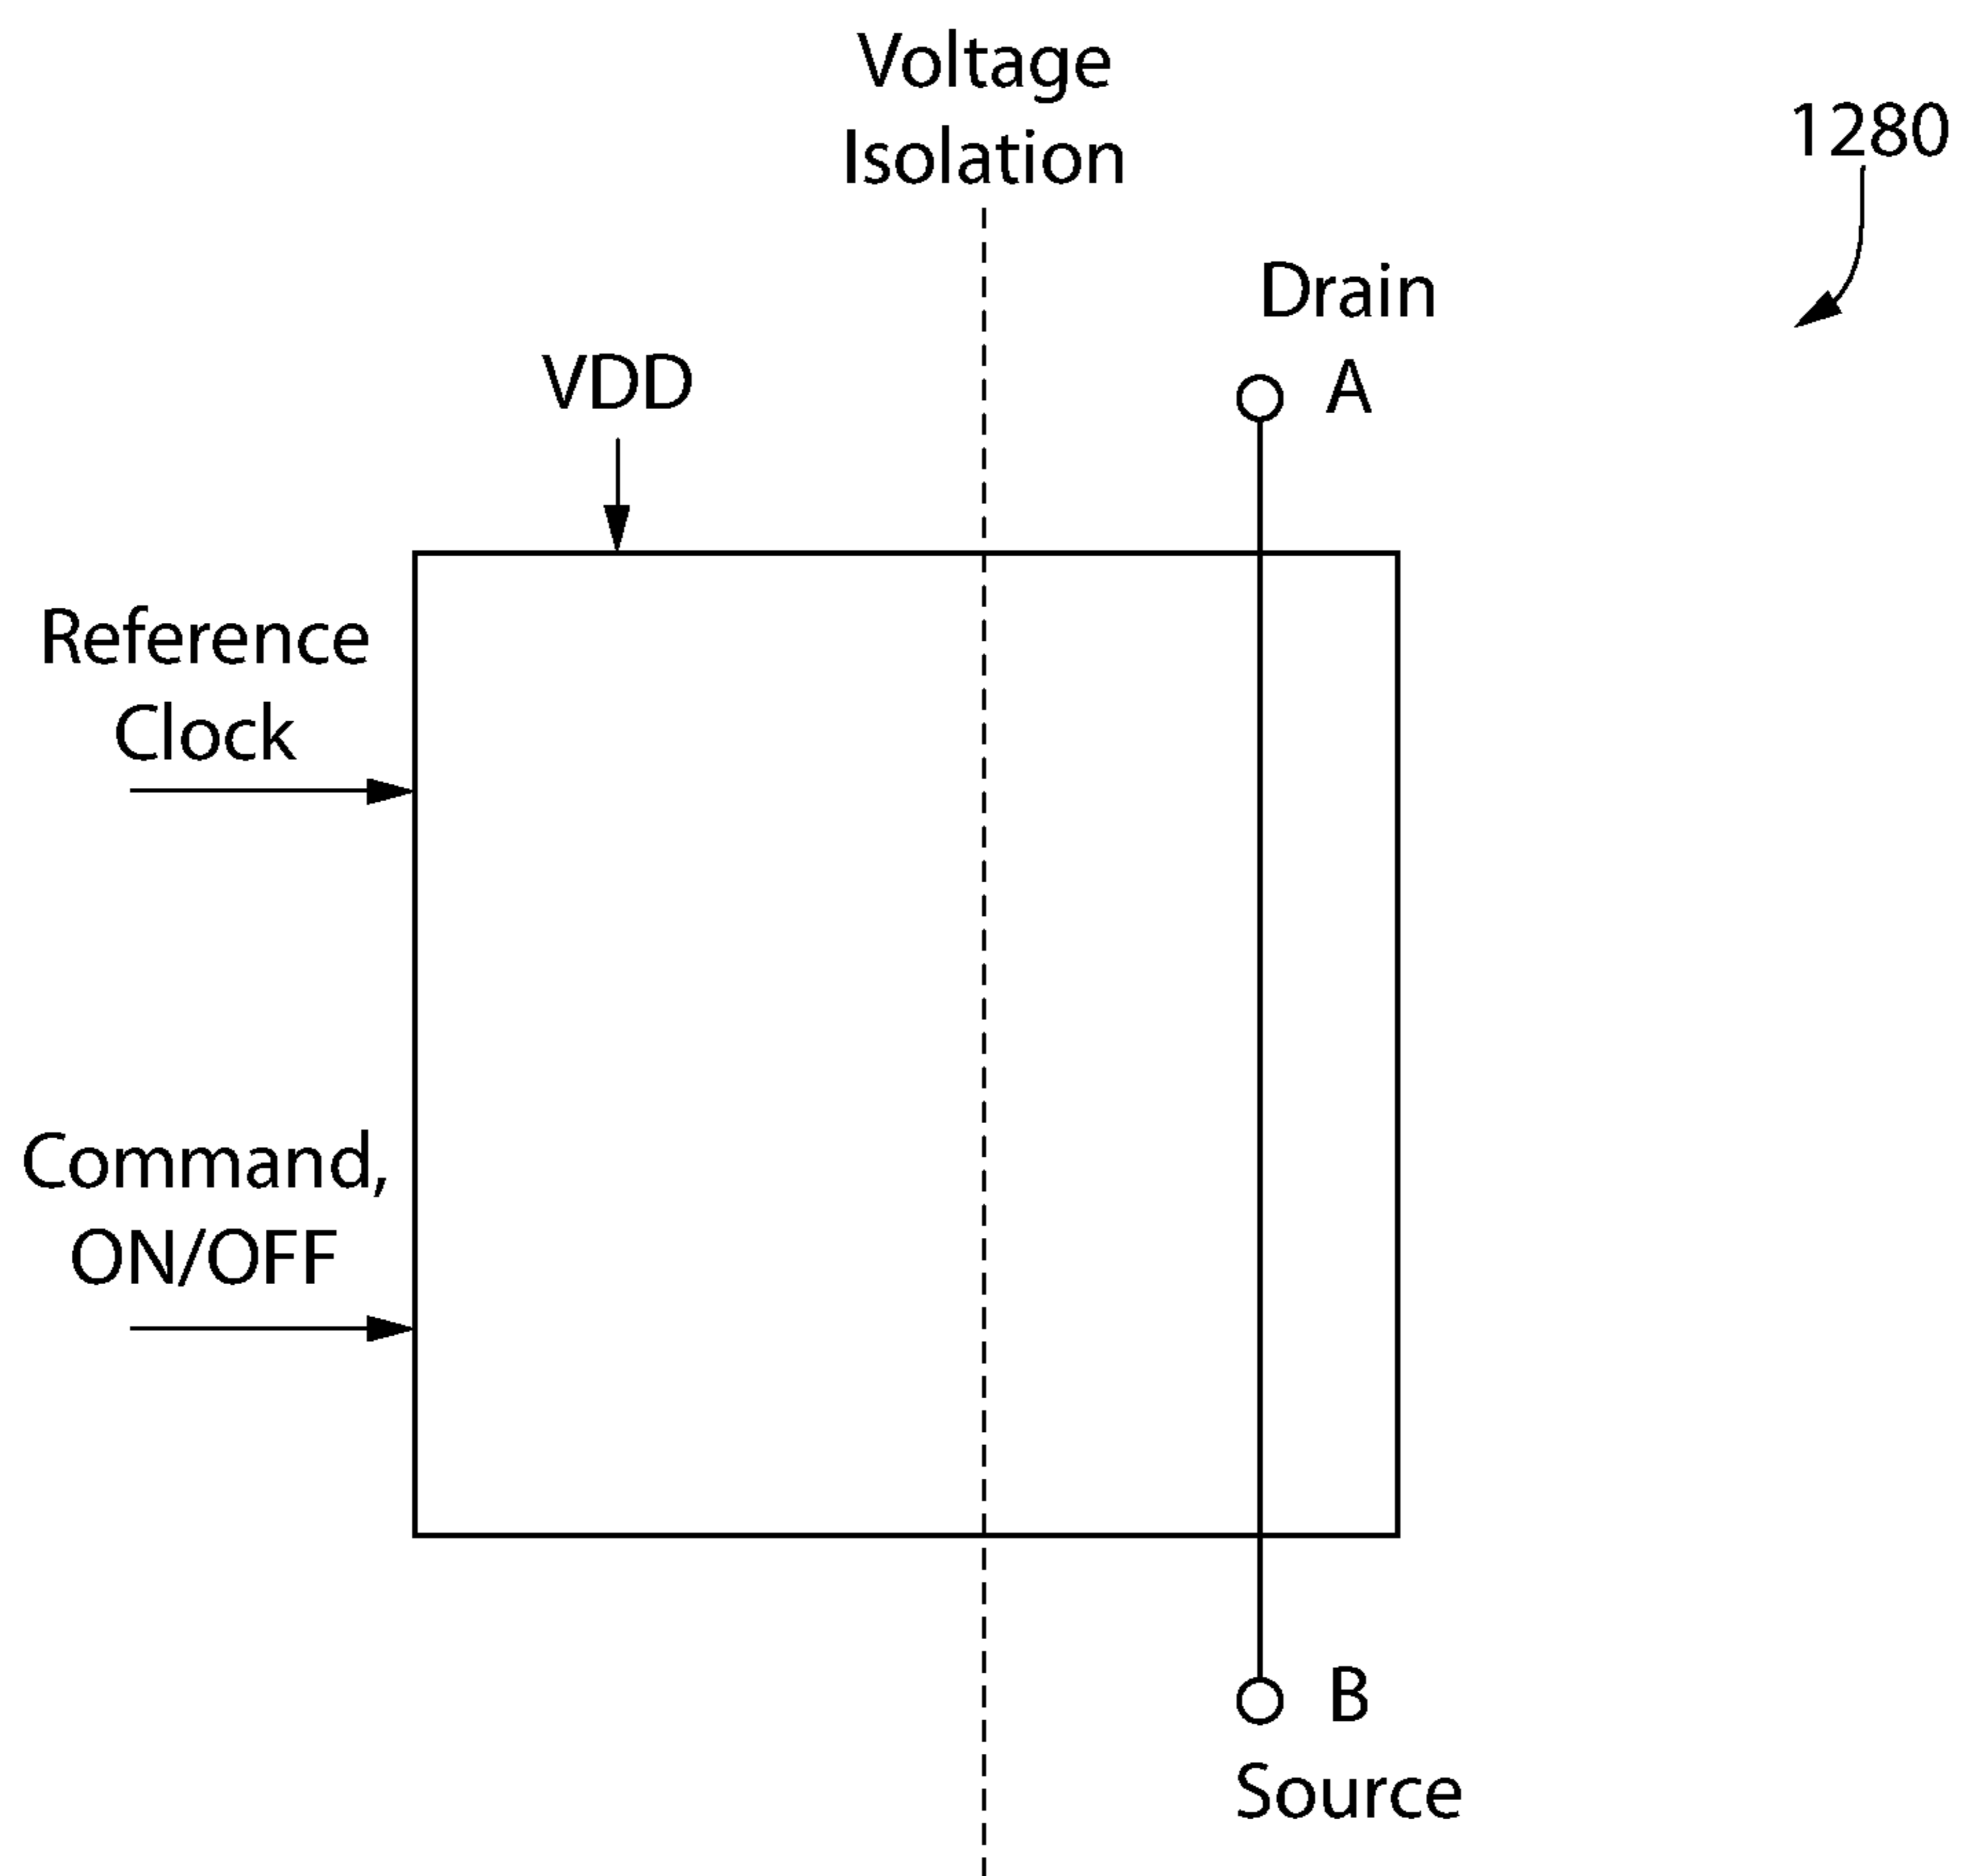 Voltage
Isolation
1280
Drain
A
VDD
Reference
Clock
Command,
ON/OFF
B
Source